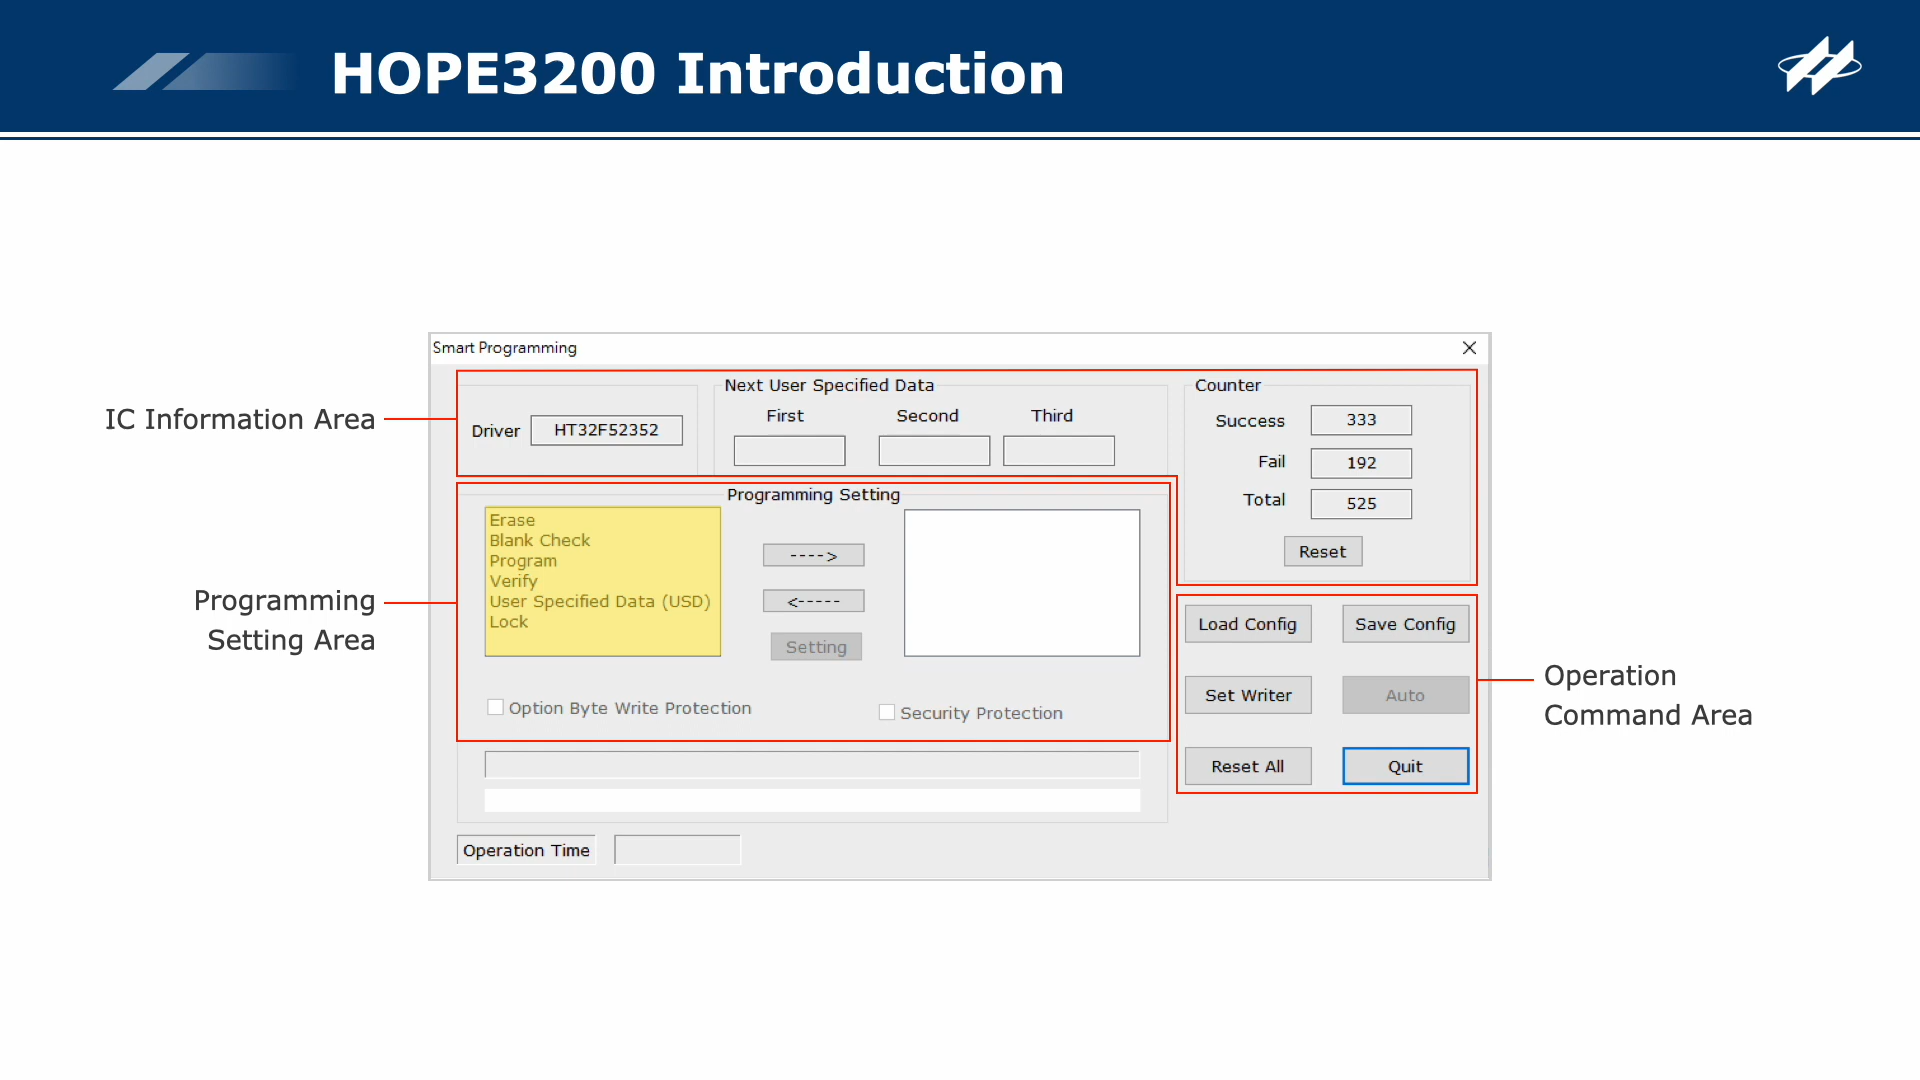 HOPE3200 Introduction
Smart Programming
IC Information Area
Driver HT32F52352
Next User Specified Data
First Second Third
Counter
Success 333
Fail 192
Total 525
Reset
Programming
Setting Area
Programming Setting
Erase
Blank Check
Program
Verify
User Specified Data (USD)
Lock
---->
<-----
Setting
Option Byte Write Protection
Security Protection
Load Config Save Config
Set Writer Auto
Reset All Quit
Operation
Command Area
Operation Time